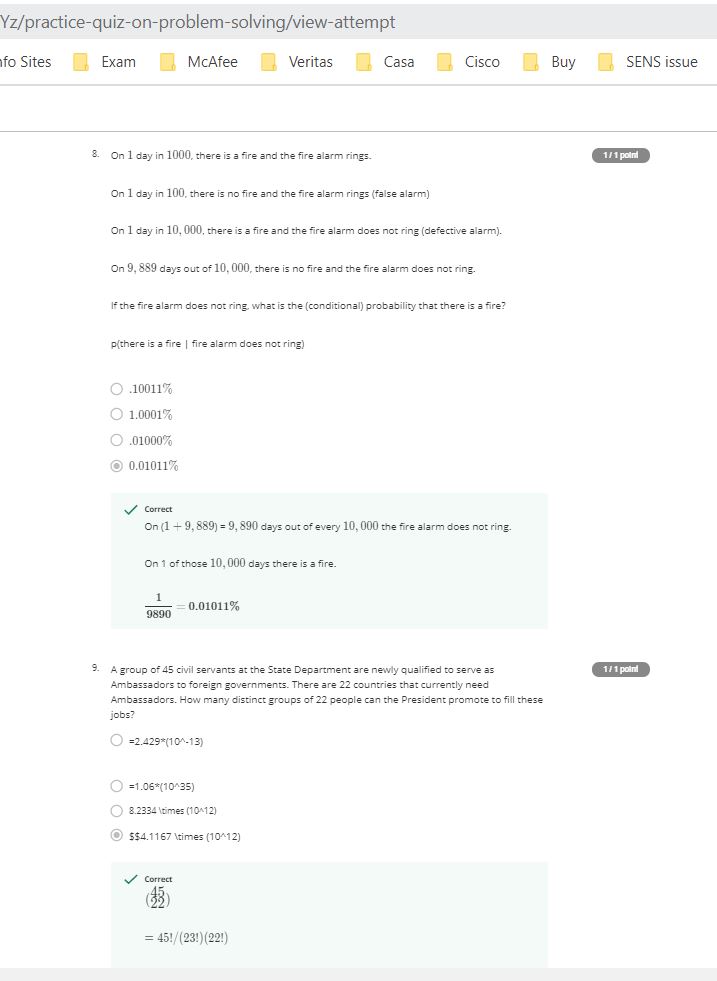 Yz/practice-quiz-on-problem-solving/view-attempt
nfo Sites Exam McAfee Veritas Casa Cisco Buy SENS issue
8. On 1 day in 1000, there is a fire and the fire alarm rings. 1 / 1 point
On 1 day in 100, there is no fire and the fire alarm rings (false alarm)
On 1 day in 10, 000, there is a fire and the fire alarm does not ring (defective alarm).
On 9, 889 days out of 10, 000, there is no fire and the fire alarm does not ring.
If the fire alarm does not ring, what is the (conditional) probability that there is a fire?
p(there is a fire | fire alarm does not ring)
.10011%
1.0001%
.01000%
0.01011%
Correct
On (1 + 9, 889) = 9, 890 days out of every 10, 000 the fire alarm does not ring.
On 1 of those 10, 000 days there is a fire.
1
9890 = 0.01011%
9. A group of 45 civil servants at the State Department are newly qualified to serve as 1 / 1 point
Ambassadors to foreign governments. There are 22 countries that currently need
Ambassadors. How many distinct groups of 22 people can the President promote to fill these
jobs?
=2.429*(10^-13)
=1.06*(10^35)
8.2334 \times (10^12)
$$4.1167 \times (10^12)
Correct
(45
22)
= 45!/(23!)(22!)